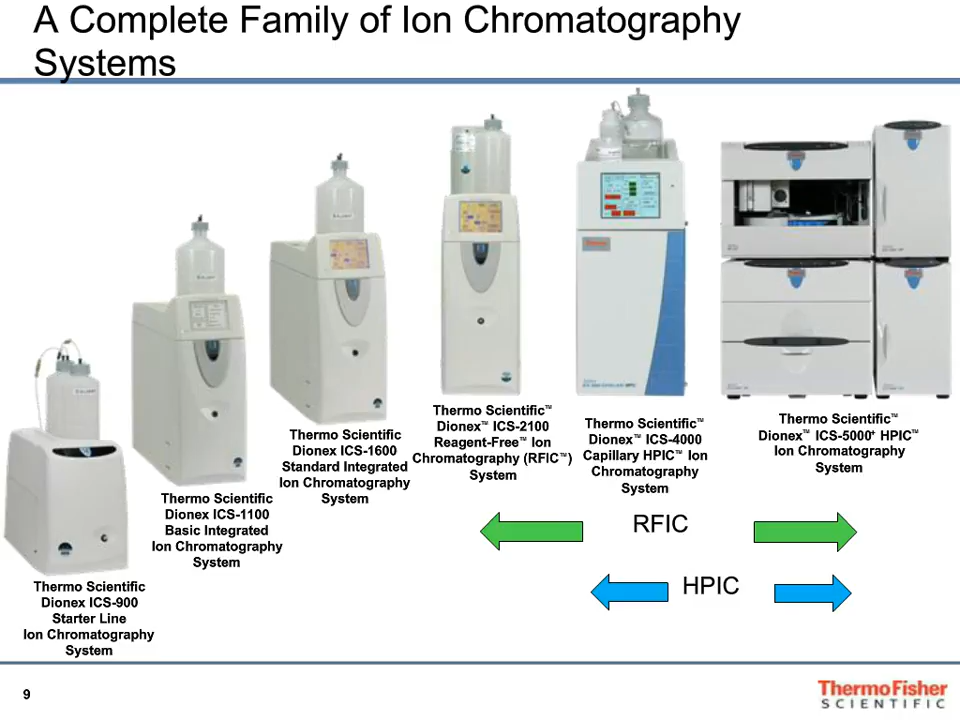 A Complete Family of Ion Chromatography
Systems
Thermo Scientific
Dionex ICS-900
Starter Line
Ion Chromatography
System
Thermo Scientific
Dionex ICS-1100
Basic Integrated
Ion Chromatography
System
Thermo Scientific
Dionex ICS-1600
Standard Integrated
Ion Chromatography
System
Thermo Scientific™
Dionex™ ICS-2100
Reagent-Free™ Ion
Chromatography (RFIC™)
System
Thermo Scientific™
Dionex™ ICS-4000
Capillary HPIC™ Ion
Chromatography
System
Thermo Scientific™
Dionex™ ICS-5000⁺ HPIC™
Ion Chromatography
System
RFIC
HPIC
9
ThermoFisher
SCIENTIFIC